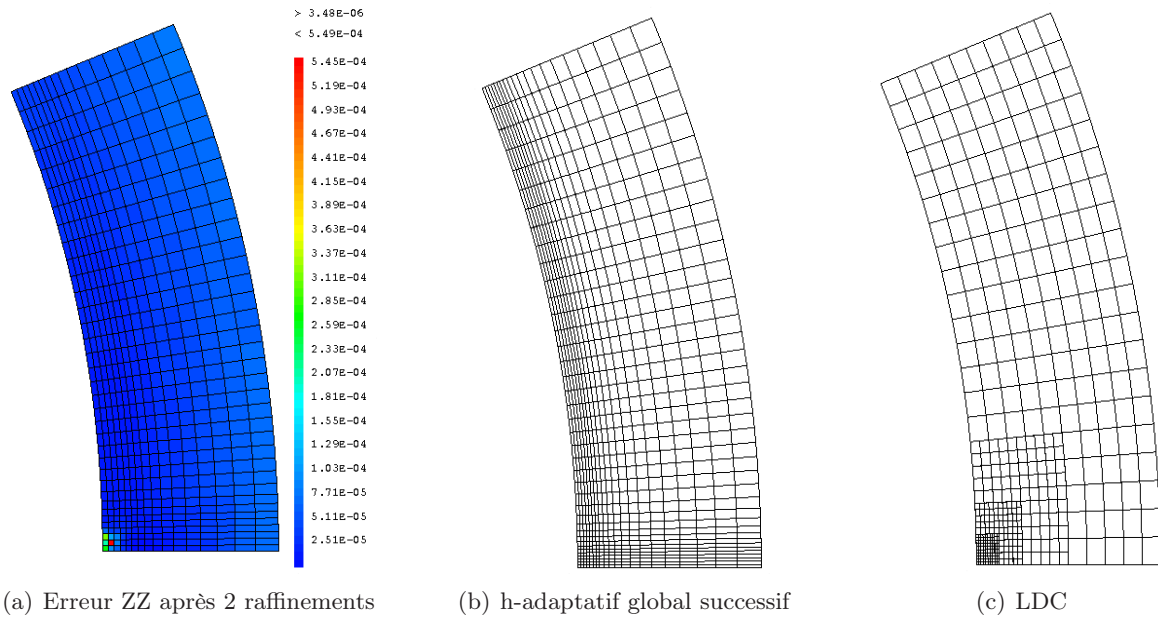 > 3.48E-06
< 5.49E-04
5.45E-04
5.19E-04
4.93E-04
4.67E-04
4.41E-04
4.15E-04
3.89E-04
3.63E-04
3.37E-04
3.11E-04
2.85E-04
2.59E-04
2.33E-04
2.07E-04
1.81E-04
1.55E-04
1.29E-04
1.03E-04
7.71E-05
5.11E-05
2.51E-05
(a) Erreur ZZ après 2 raffinements
(b) h-adaptatif global successif
(c) LDC